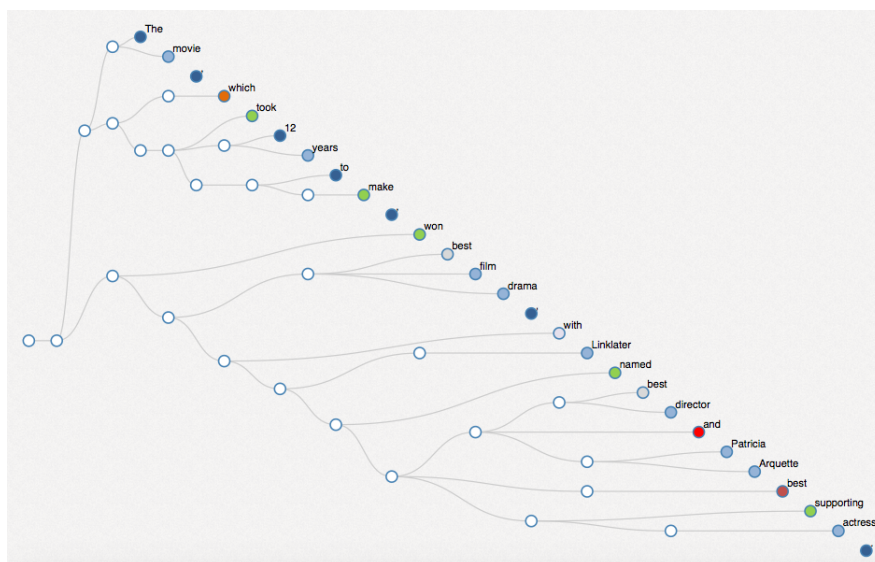 The
movie
,
which
took
12
years
to
make
,
won
best
film
drama
,
with
Linklater
named
best
director
and
Patricia
Arquette
best
supporting
actress